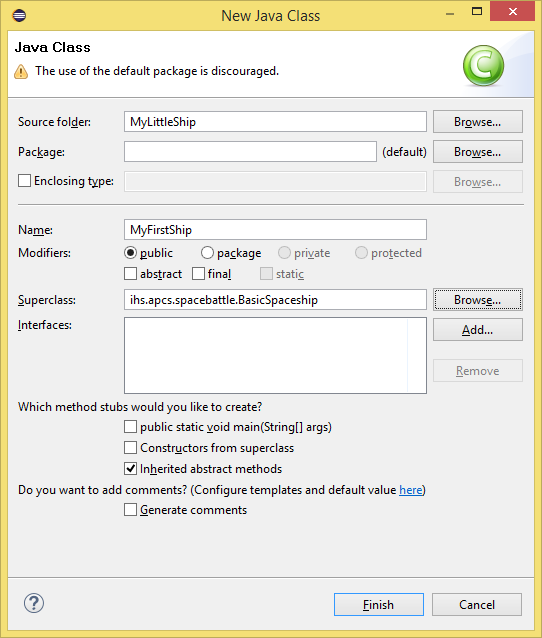 New Java Class
Java Class
The use of the default package is discouraged.
Source folder: MyLittleShip Browse...
Package: (default) Browse...
Enclosing type: Browse...
Name: MyFirstShip
Modifiers: public package private protected
abstract final static
Superclass: ihs.apcs.spacebattle.BasicSpaceship Browse...
Interfaces: Add...
Remove
Which method stubs would you like to create?
public static void main(String[] args)
Constructors from superclass
Inherited abstract methods
Do you want to add comments? (Configure templates and default value here)
Generate comments
? Finish Cancel